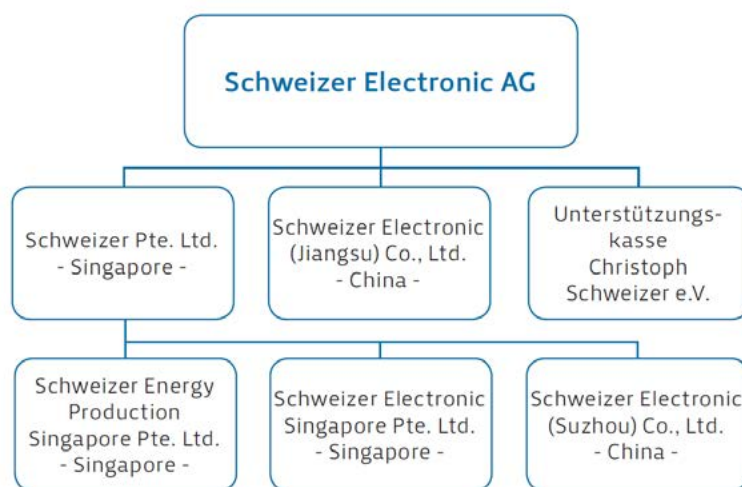 Schweizer Electronic AG
Schweizer Pte. Ltd.
- Singapore -
Schweizer Electronic
(Jiangsu) Co., Ltd.
- China -
Unterstützungs-
kasse
Christoph
Schweizer e.V.
Schweizer Energy
Production
Singapore Pte. Ltd.
- Singapore -
Schweizer Electronic
Singapore Pte. Ltd.
- Singapore -
Schweizer Electronic
(Suzhou) Co., Ltd.
- China -